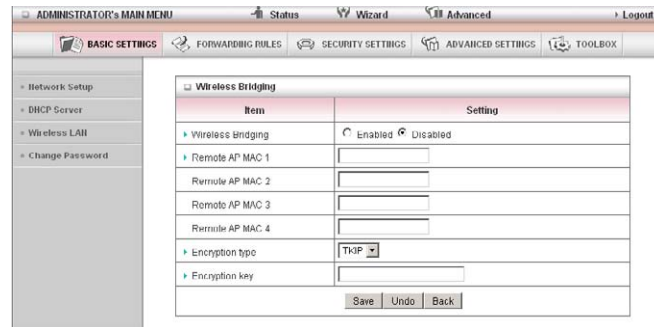 ADMINISTRATOR's MAIN MENU Status Wizard Advanced Logout
BASIC SETTINGS FORWARDING RULES SECURITY SETTINGS ADVANCED SETTINGS TOOLBOX
Network Setup
DHCP Server
Wireless LAN
Change Password
Wireless Bridging
Item Setting
Wireless Bridging Enabled Disabled
Remote AP MAC 1
Remote AP MAC 2
Remote AP MAC 3
Remote AP MAC 4
Encryption type TKIP
Encryption key
Save Undo Back